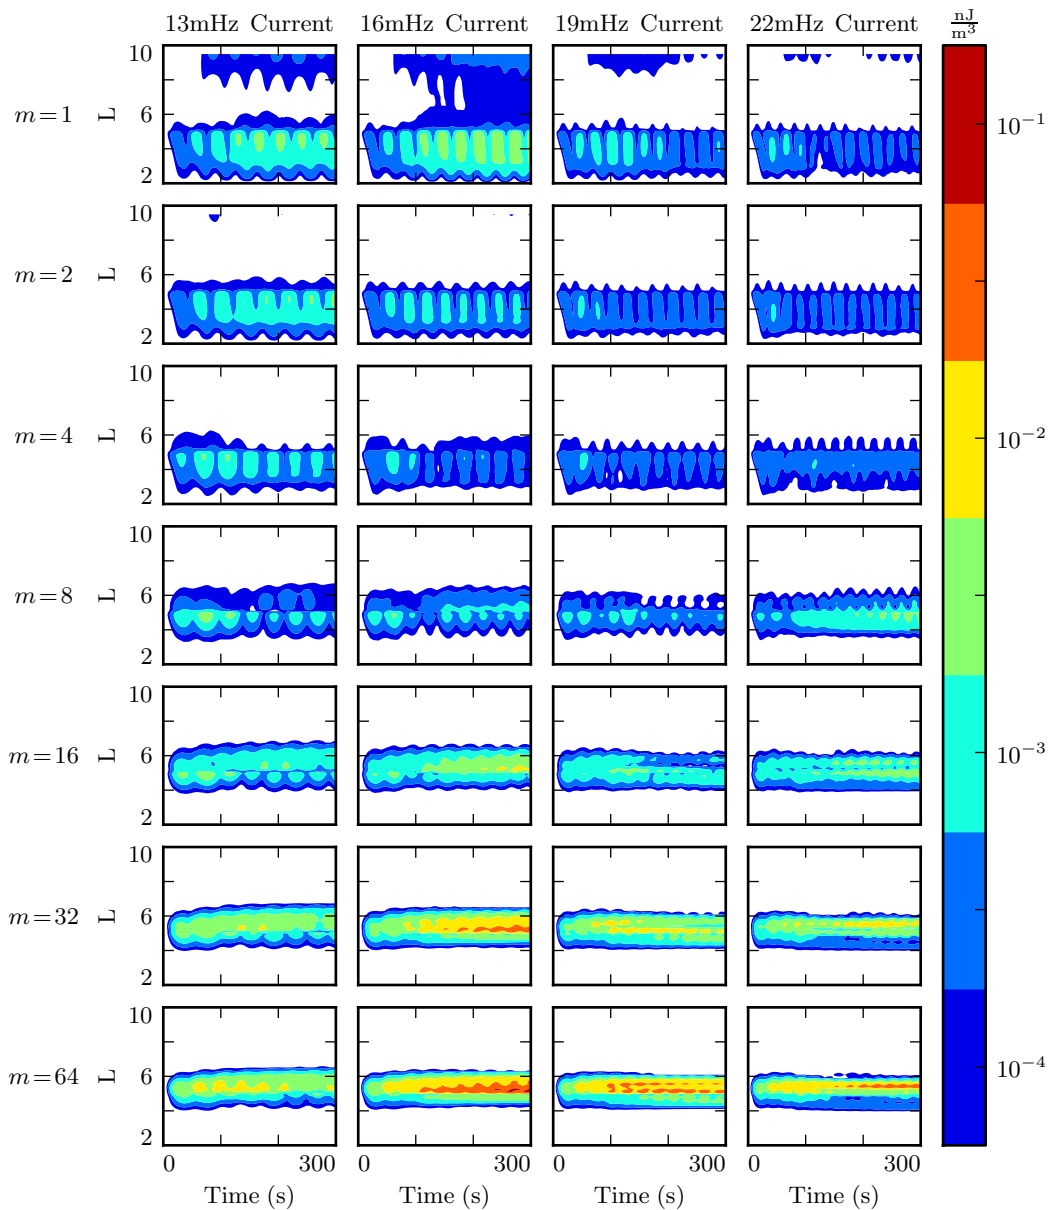 13mHz Current 16mHz Current 19mHz Current 22mHz Current nJ/m³
10
m=1 L 6
2
10
m=2 L 6
2
10
m=4 L 6
2
10
m=8 L 6
2
10
m=16 L 6
2
10
m=32 L 6
2
10
m=64 L 6
2
0 300 0 300 0 300 0 300
Time (s) Time (s) Time (s) Time (s)
10⁻¹
10⁻²
10⁻³
10⁻⁴